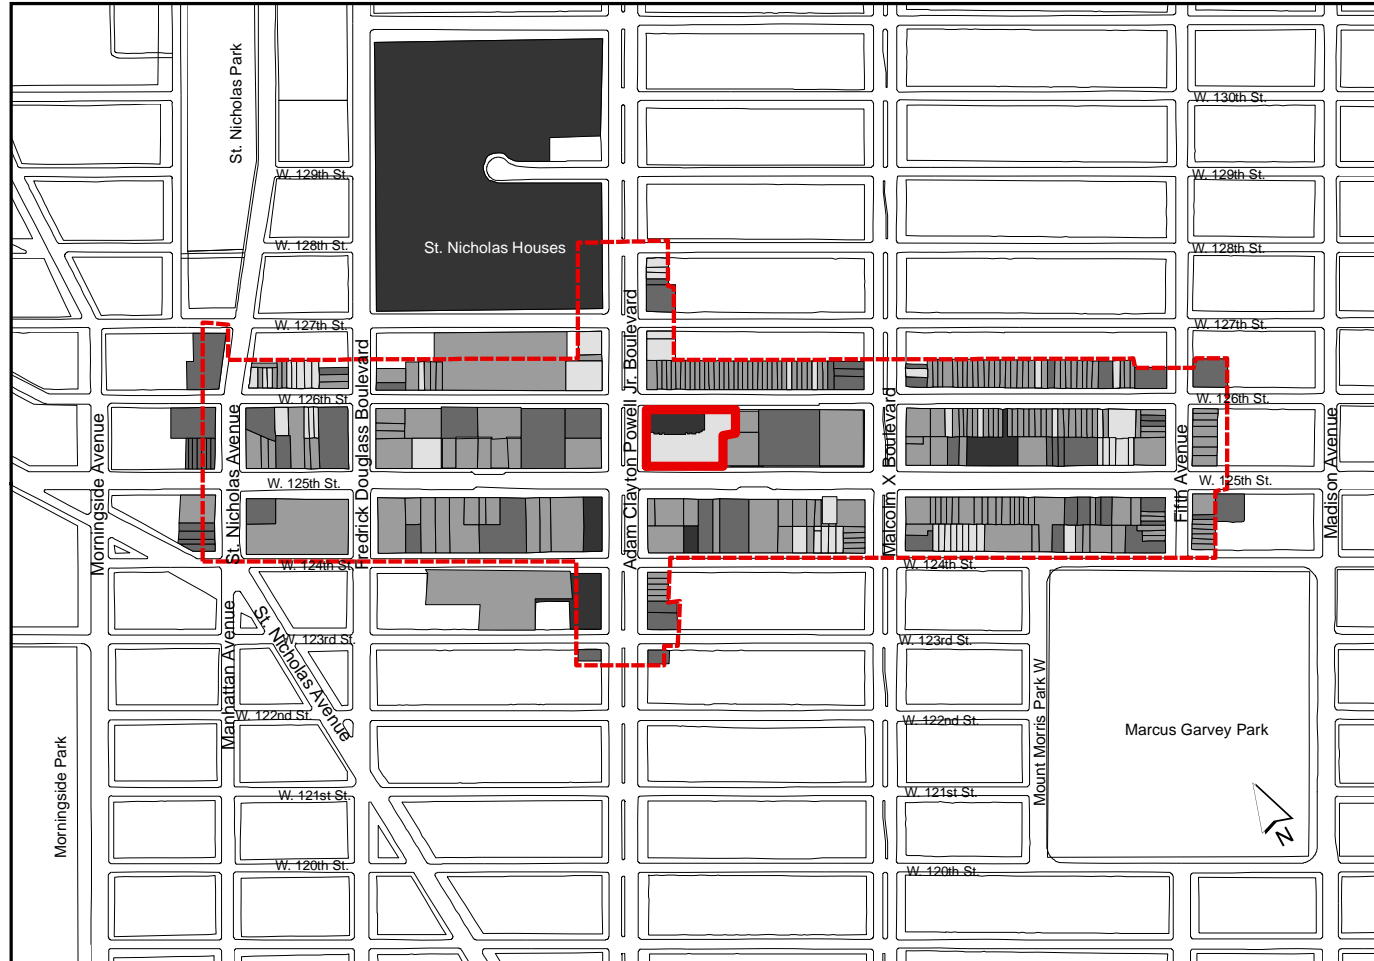 St. Nicholas Park
W. 130th St.
W. 129th St.
W. 129th St.
W. 128th St.
St. Nicholas Houses
W. 128th St.
W. 127th St.
W. 127th St.
Adam Clayton Powell Jr. Boulevard
Fredrick Douglass Boulevard
W. 126th St.
W. 126th St.
Morningside Avenue
St. Nicholas Avenue
Malcolm X Boulevard
Fifth Avenue
Madison Avenue
W. 125th St.
W. 125th St.
W. 124th St.
W. 124th St.
Manhattan Avenue
St. Nicholas Avenue
W. 123rd St.
W. 123rd St.
W. 122nd St.
W. 122nd St.
Mount Morris Park W
Marcus Garvey Park
Morningside Park
W. 121st St.
W. 121st St.
N
W. 120th St.
W. 120th St.